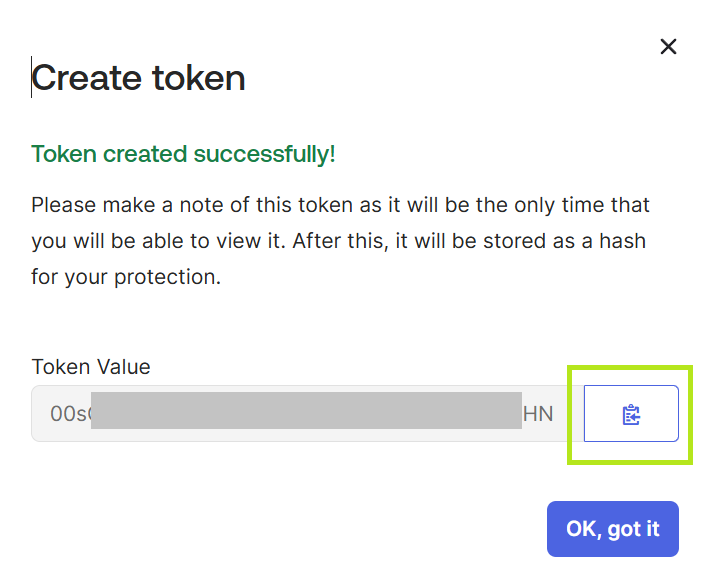 Create token
Token created successfully!
Please make a note of this token as it will be the only time that
you will be able to view it. After this, it will be stored as a hash
for your protection.
Token Value
00s HN
OK, got it